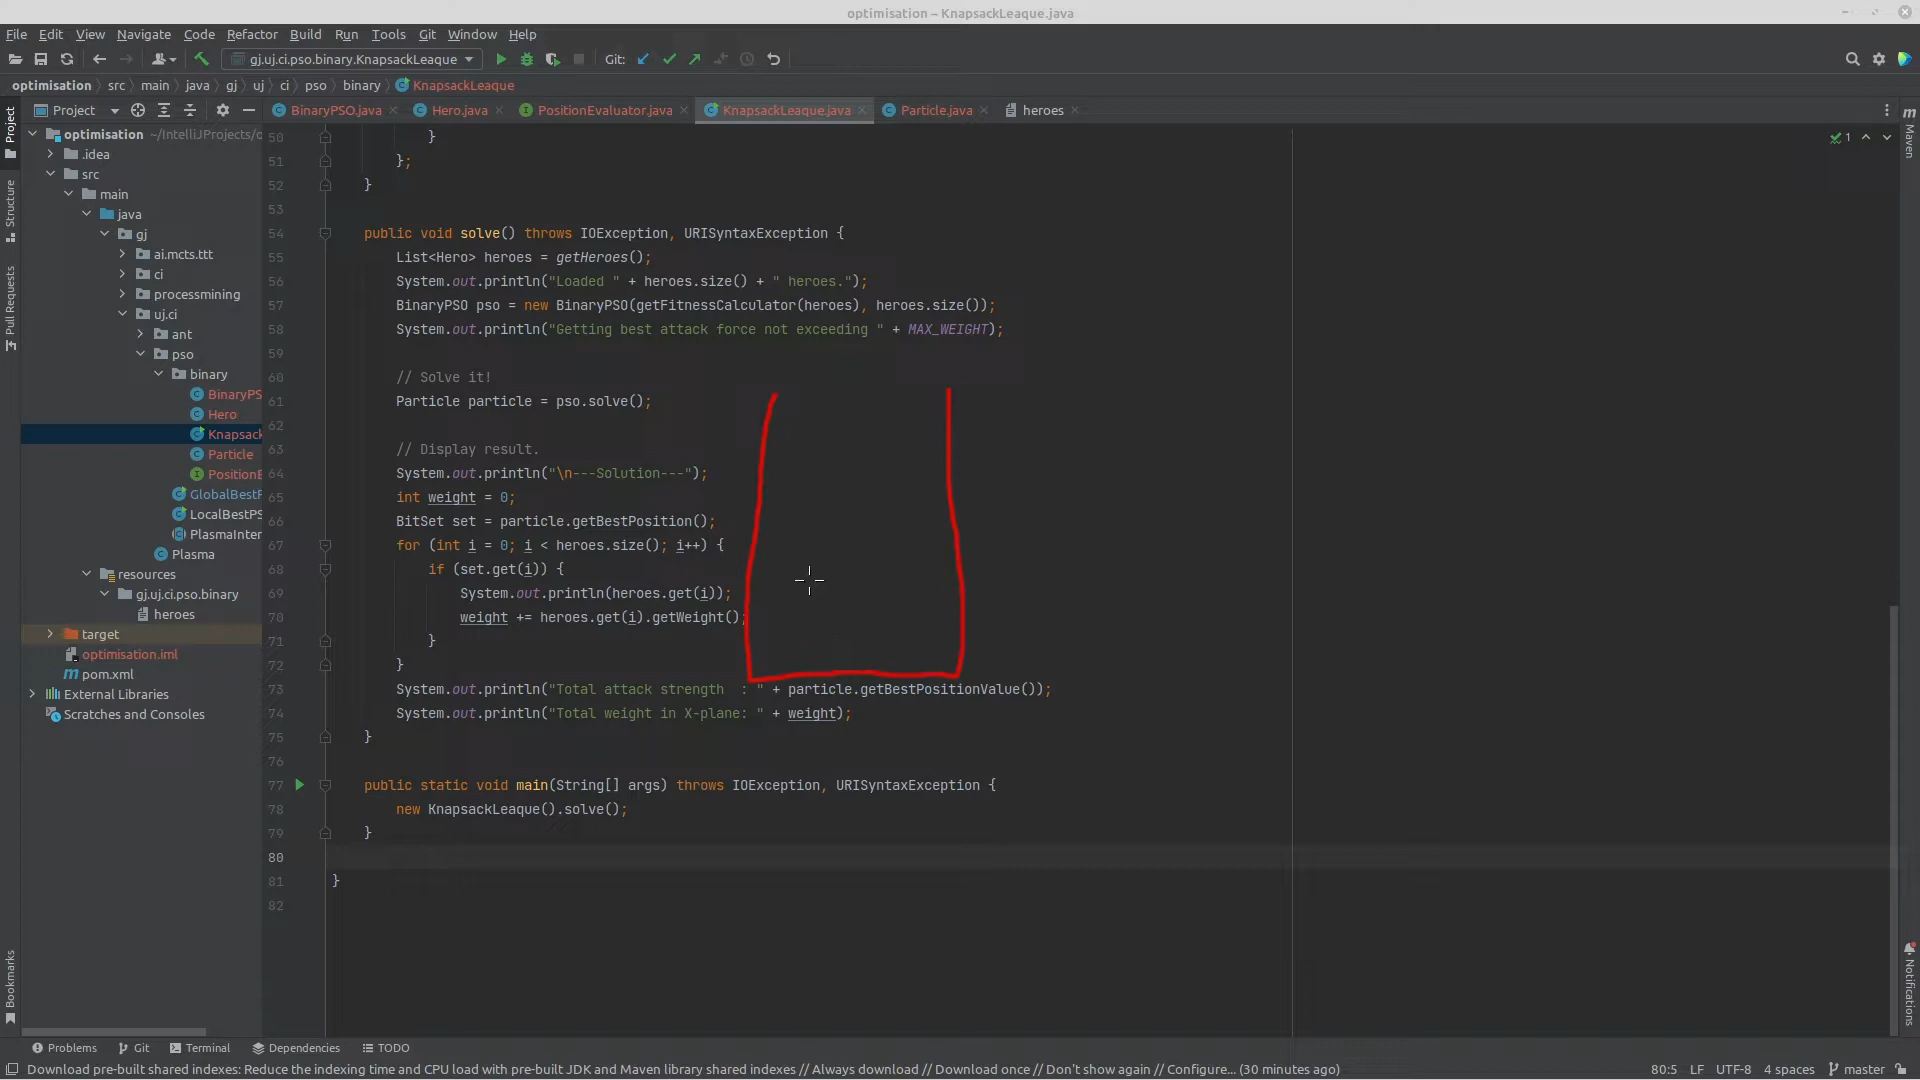 optimisation – KnapsackLeaque.java
File Edit View Navigate Code Refactor Build Run Tools Git Window Help
gj.uj.ci.pso.binary.KnapsackLeaque Git:
optimisation src main java gj uj ci pso binary KnapsackLeaque
Project BinaryPSO.java Hero.java PositionEvaluator.java KnapsackLeaque.java Particle.java heroes
Project
Structure
Pull Requests
Bookmarks
optimisation ~/IntelliJProjects/o
.idea
src
main
java
gj
ai.mcts.ttt
ci
processmining
uj.ci
ant
pso
binary
BinaryPS
Hero
Knapsack
Particle
PositionE
GlobalBestP
LocalBestPS
PlasmaInter
Plasma
resources
gj.uj.ci.pso.binary
heroes
target
optimisation.iml
m pom.xml
External Libraries
Scratches and Consoles
50 }
51 };
52 }
53
54 public void solve() throws IOException, URISyntaxException {
55 List<Hero> heroes = getHeroes();
56 System.out.println("Loaded " + heroes.size() + " heroes.");
57 BinaryPSO pso = new BinaryPSO(getFitnessCalculator(heroes), heroes.size());
58 System.out.println("Getting best attack force not exceeding " + MAX_WEIGHT);
59
60 // Solve it!
61 Particle particle = pso.solve();
62
63 // Display result.
64 System.out.println("\n---Solution---");
65 int weight = 0;
66 BitSet set = particle.getBestPosition();
67 for (int i = 0; i < heroes.size(); i++) {
68 if (set.get(i)) {
69 System.out.println(heroes.get(i));
70 weight += heroes.get(i).getWeight();
71 }
72 }
73 System.out.println("Total attack strength  : " + particle.getBestPositionValue());
74 System.out.println("Total weight in X-plane: " + weight);
75 }
76
77 public static void main(String[] args) throws IOException, URISyntaxException {
78 new KnapsackLeaque().solve();
79 }
80
81 }
82
1
m Maven
Notifications
Problems Git Terminal Dependencies TODO
Download pre-built shared indexes: Reduce the indexing time and CPU load with pre-built JDK and Maven library shared indexes // Always download // Download once // Don't show again // Configure... (30 minutes ago) 80:5 LF UTF-8 4 spaces master